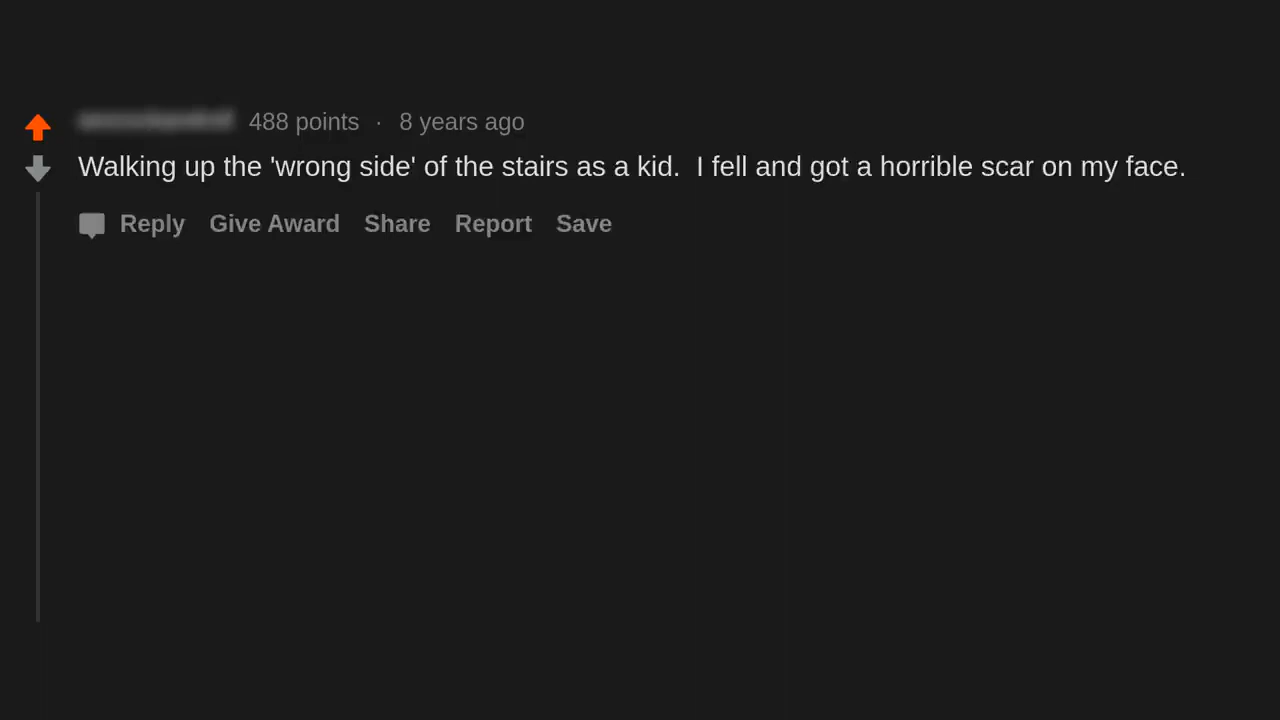 488 points · 8 years ago
Walking up the 'wrong side' of the stairs as a kid.  I fell and got a horrible scar on my face.
Reply Give Award Share Report Save